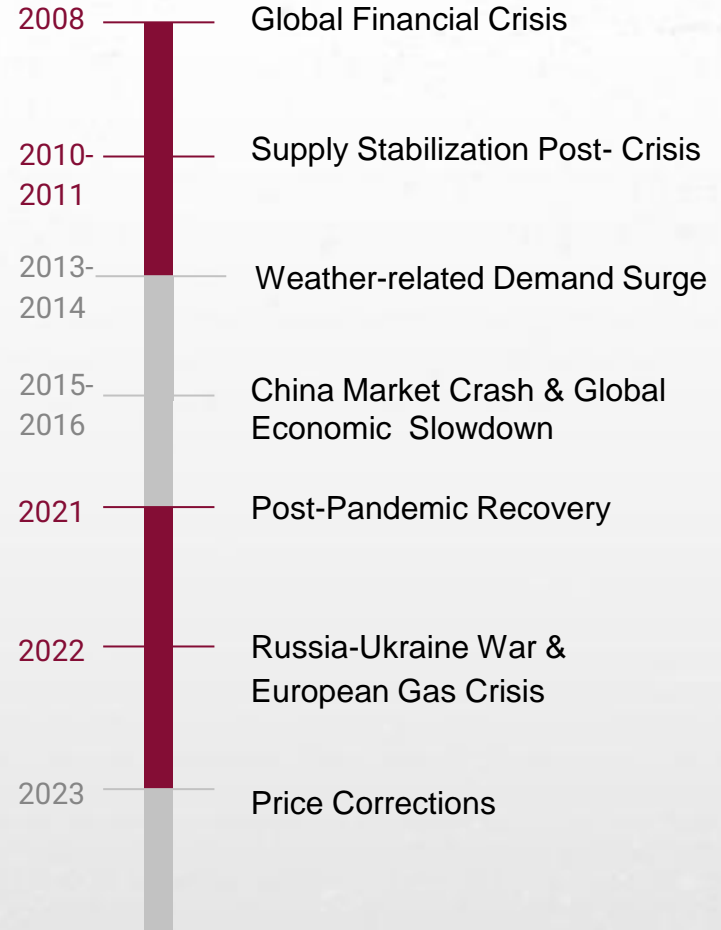 2008 Global Financial Crisis
2010- Supply Stabilization Post- Crisis
2011
2013- Weather-related Demand Surge
2014
2015- China Market Crash & Global
2016 Economic Slowdown
2021 Post-Pandemic Recovery
2022 Russia-Ukraine War &
European Gas Crisis
2023 Price Corrections